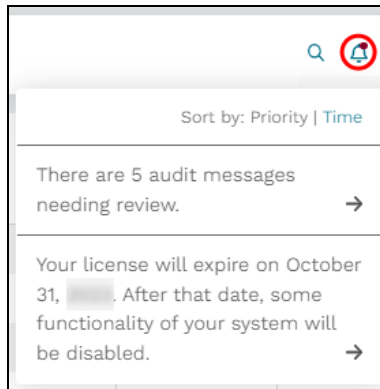 Sort by: Priority | Time
There are 5 audit messages
needing review.
Your license will expire on October
31, . After that date, some
functionality of your system will
be disabled.